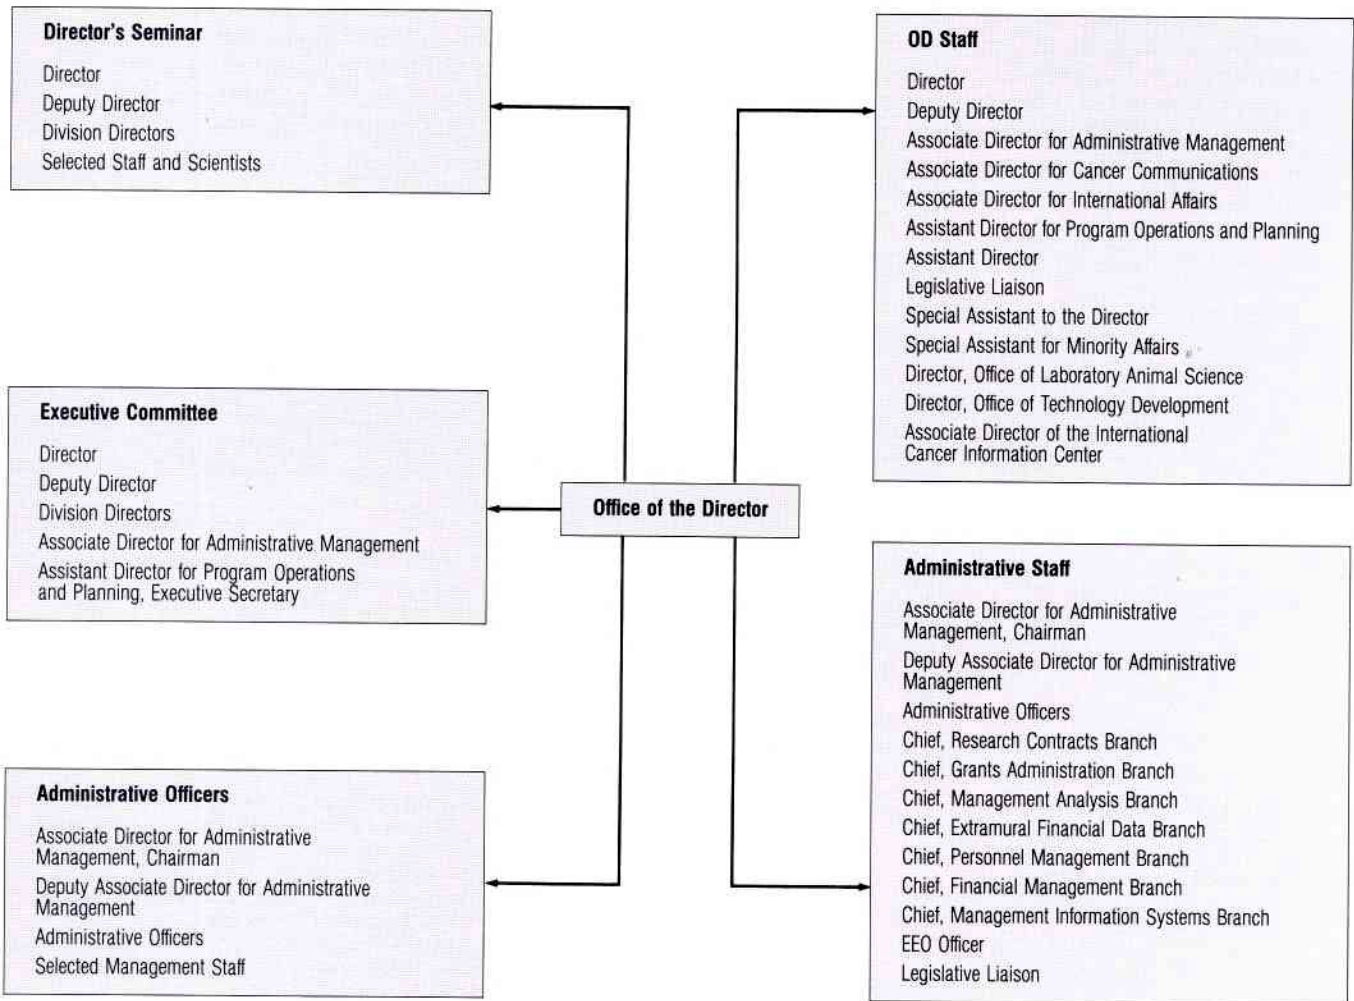 Director's Seminar
Director
Deputy Director
Division Directors
Selected Staff and Scientists
Executive Committee
Director
Deputy Director
Division Directors
Associate Director for Administrative Management
Assistant Director for Program Operations
and Planning, Executive Secretary
Administrative Officers
Associate Director for Administrative
Management, Chairman
Deputy Associate Director for Administrative
Management
Administrative Officers
Selected Management Staff
Office of the Director
OD Staff
Director
Deputy Director
Associate Director for Administrative Management
Associate Director for Cancer Communications
Associate Director for International Affairs
Assistant Director for Program Operations and Planning
Assistant Director
Legislative Liaison
Special Assistant to the Director
Special Assistant for Minority Affairs
Director, Office of Laboratory Animal Science
Director, Office of Technology Development
Associate Director of the International
Cancer Information Center
Administrative Staff
Associate Director for Administrative
Management, Chairman
Deputy Associate Director for Administrative
Management
Administrative Officers
Chief, Research Contracts Branch
Chief, Grants Administration Branch
Chief, Management Analysis Branch
Chief, Extramural Financial Data Branch
Chief, Personnel Management Branch
Chief, Financial Management Branch
Chief, Management Information Systems Branch
EEO Officer
Legislative Liaison